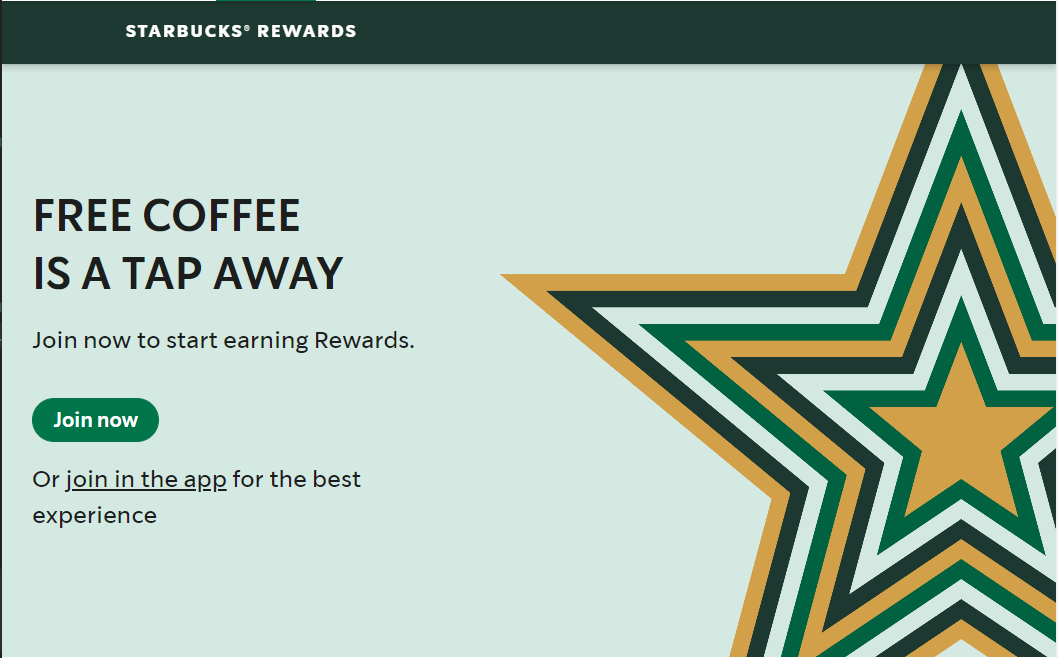 STARBUCKS® REWARDS
FREE COFFEE
IS A TAP AWAY
Join now to start earning Rewards.
Join now
Or join in the app for the best
experience